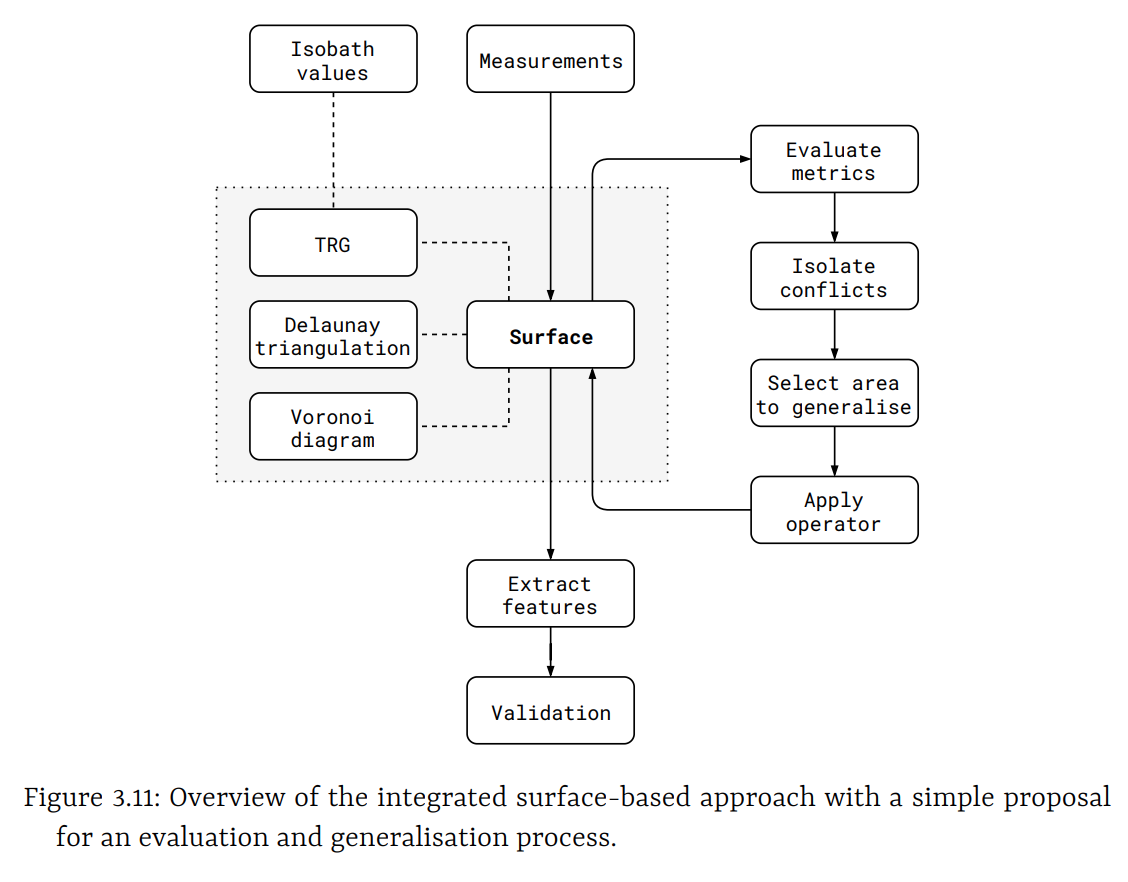 Isobath
values
Measurements
Evaluate
metrics
TRG
Isolate
conflicts
Delaunay
triangulation
Surface
Select area
to generalise
Voronoi
diagram
Apply
operator
Extract
features
Validation
Figure 3.11: Overview of the integrated surface-based approach with a simple proposal
for an evaluation and generalisation process.